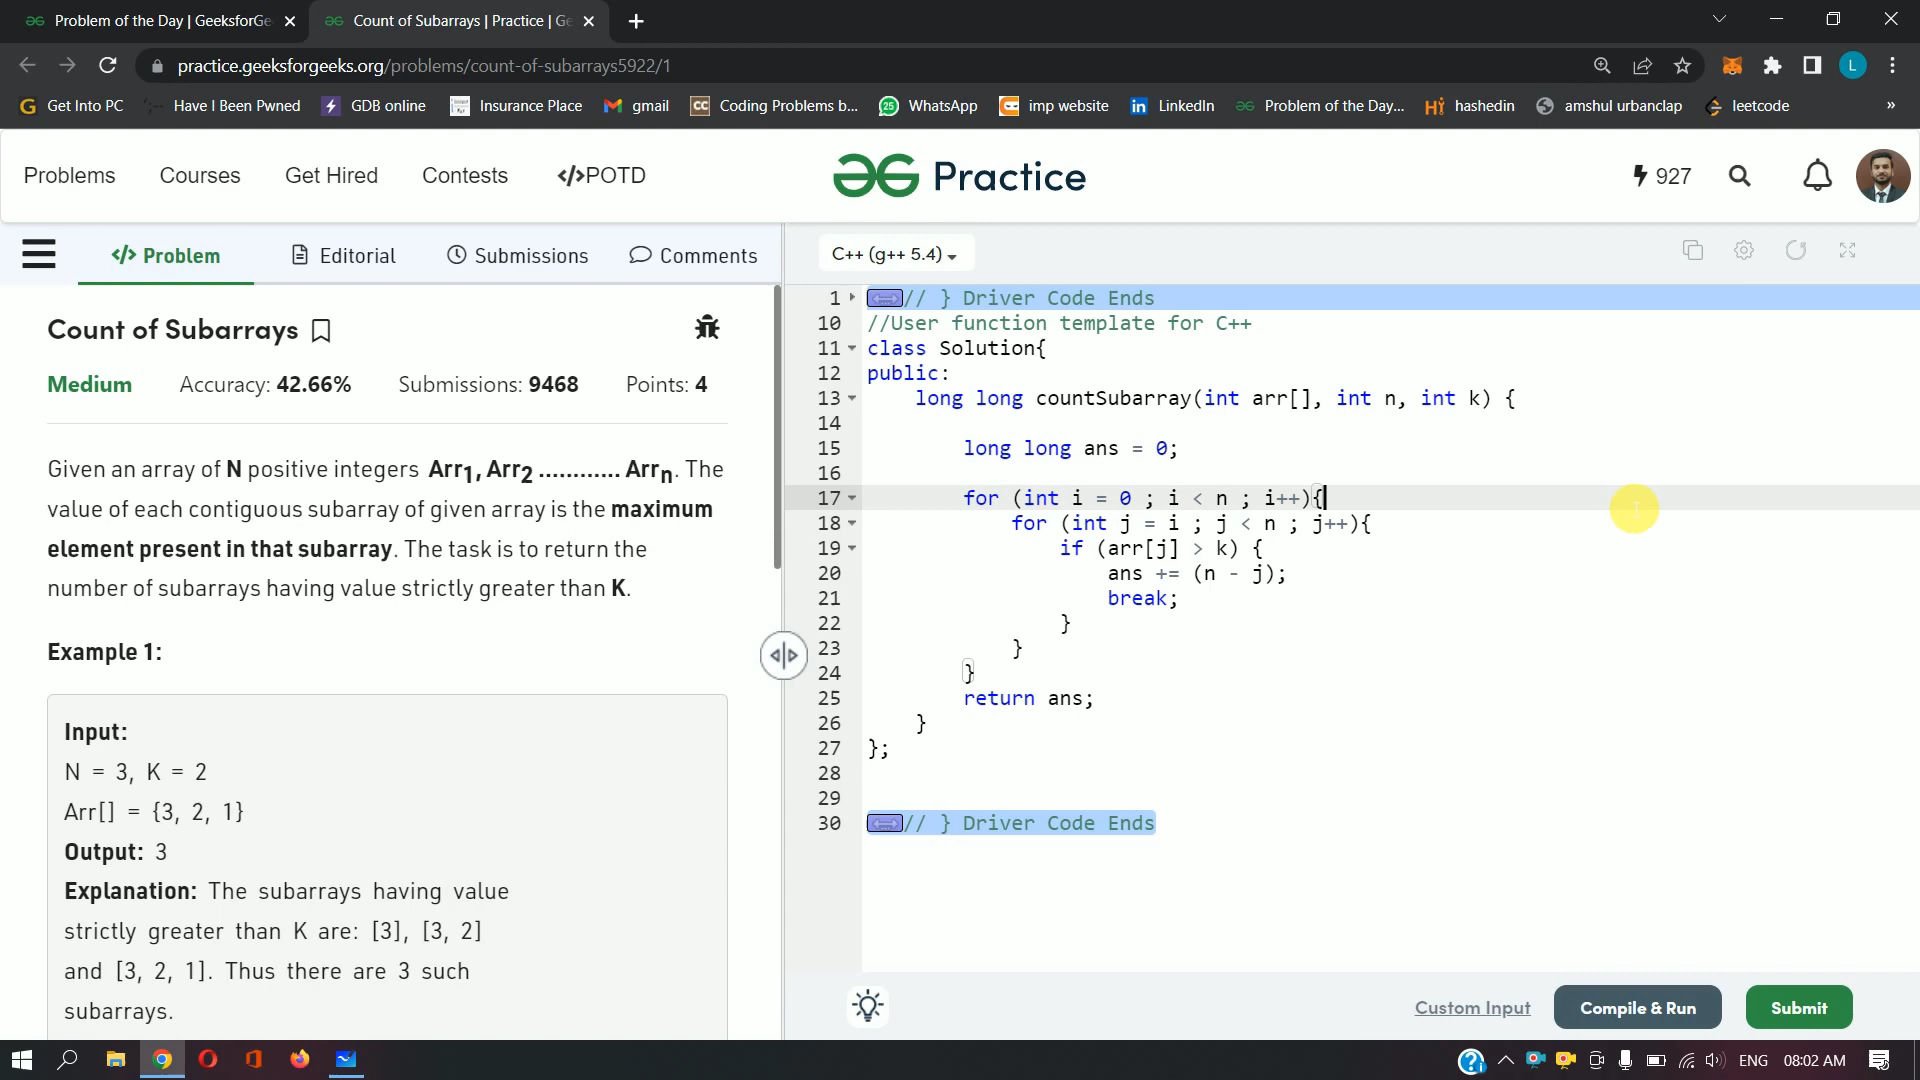 Problem of the Day | GeeksforGe
Count of Subarrays | Practice | Ge
practice.geeksforgeeks.org/problems/count-of-subarrays5922/1
L
G Get Into PC
Have I Been Pwned
GDB online
Insurance Place
gmail
CC Coding Problems b...
25 WhatsApp
imp website
in LinkedIn
Problem of the Day...
hashedin
amshul urbanclap
leetcode
»
Problems
Courses
Get Hired
Contests
</>POTD
Practice
927
</> Problem
Editorial
Submissions
Comments
C++ (g++ 5.4)
Count of Subarrays
Medium Accuracy: 42.66% Submissions: 9468 Points: 4
Given an array of N positive integers Arr1, Arr2 ............ Arrn. The
value of each contiguous subarray of given array is the maximum
element present in that subarray. The task is to return the
number of subarrays having value strictly greater than K.
Example 1:
Input:
N = 3, K = 2
Arr[] = {3, 2, 1}
Output: 3
Explanation: The subarrays having value
strictly greater than K are: [3], [3, 2]
and [3, 2, 1]. Thus there are 3 such
subarrays.
1 // } Driver Code Ends
10 //User function template for C++
11 class Solution{
12 public:
13 long long countSubarray(int arr[], int n, int k) {
14
15 long long ans = 0;
16
17 for (int i = 0 ; i < n ; i++){
18 for (int j = i ; j < n ; j++){
19 if (arr[j] > k) {
20 ans += (n - j);
21 break;
22 }
23 }
24 }
25 return ans;
26 }
27 };
28
29
30 // } Driver Code Ends
Custom Input
Compile & Run
Submit
ENG
08:02 AM